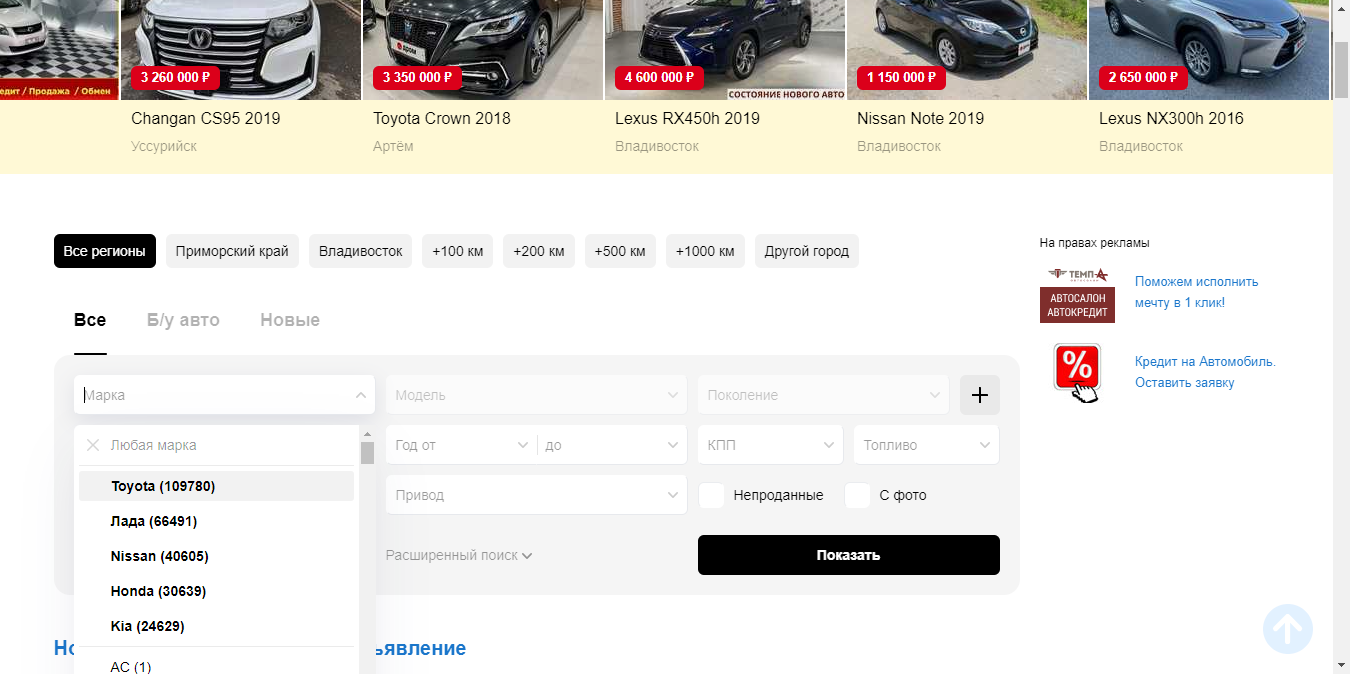 едит / Продажа / Обмен
3 260 000 ₽
дром
3 350 000 ₽
4 600 000 ₽
СОСТОЯНИЕ НОВОГО АВТО
1 150 000 ₽
2 650 000 ₽
Changan CS95 2019
Toyota Crown 2018
Lexus RX450h 2019
Nissan Note 2019
Lexus NX300h 2016
Уссурийск
Артём
Владивосток
Владивосток
Владивосток
Все регионы
Приморский край
Владивосток
+100 км
+200 км
+500 км
+1000 км
Другой город
На правах рекламы
ТЕМП-А
АВТОСАЛОН
АВТОКРЕДИТ
Поможем исполнить
мечту в 1 клик!
%
Кредит на Автомобиль.
Оставить заявку
Все
Б/у авто
Новые
Марка
Модель
Поколение
+
Любая марка
Год от
до
КПП
Топливо
Toyota (109780)
Привод
Непроданные
С фото
Лада (66491)
Nissan (40605)
Расширенный поиск
Показать
Honda (30639)
Kia (24629)
Но
ъявление
AC (1)